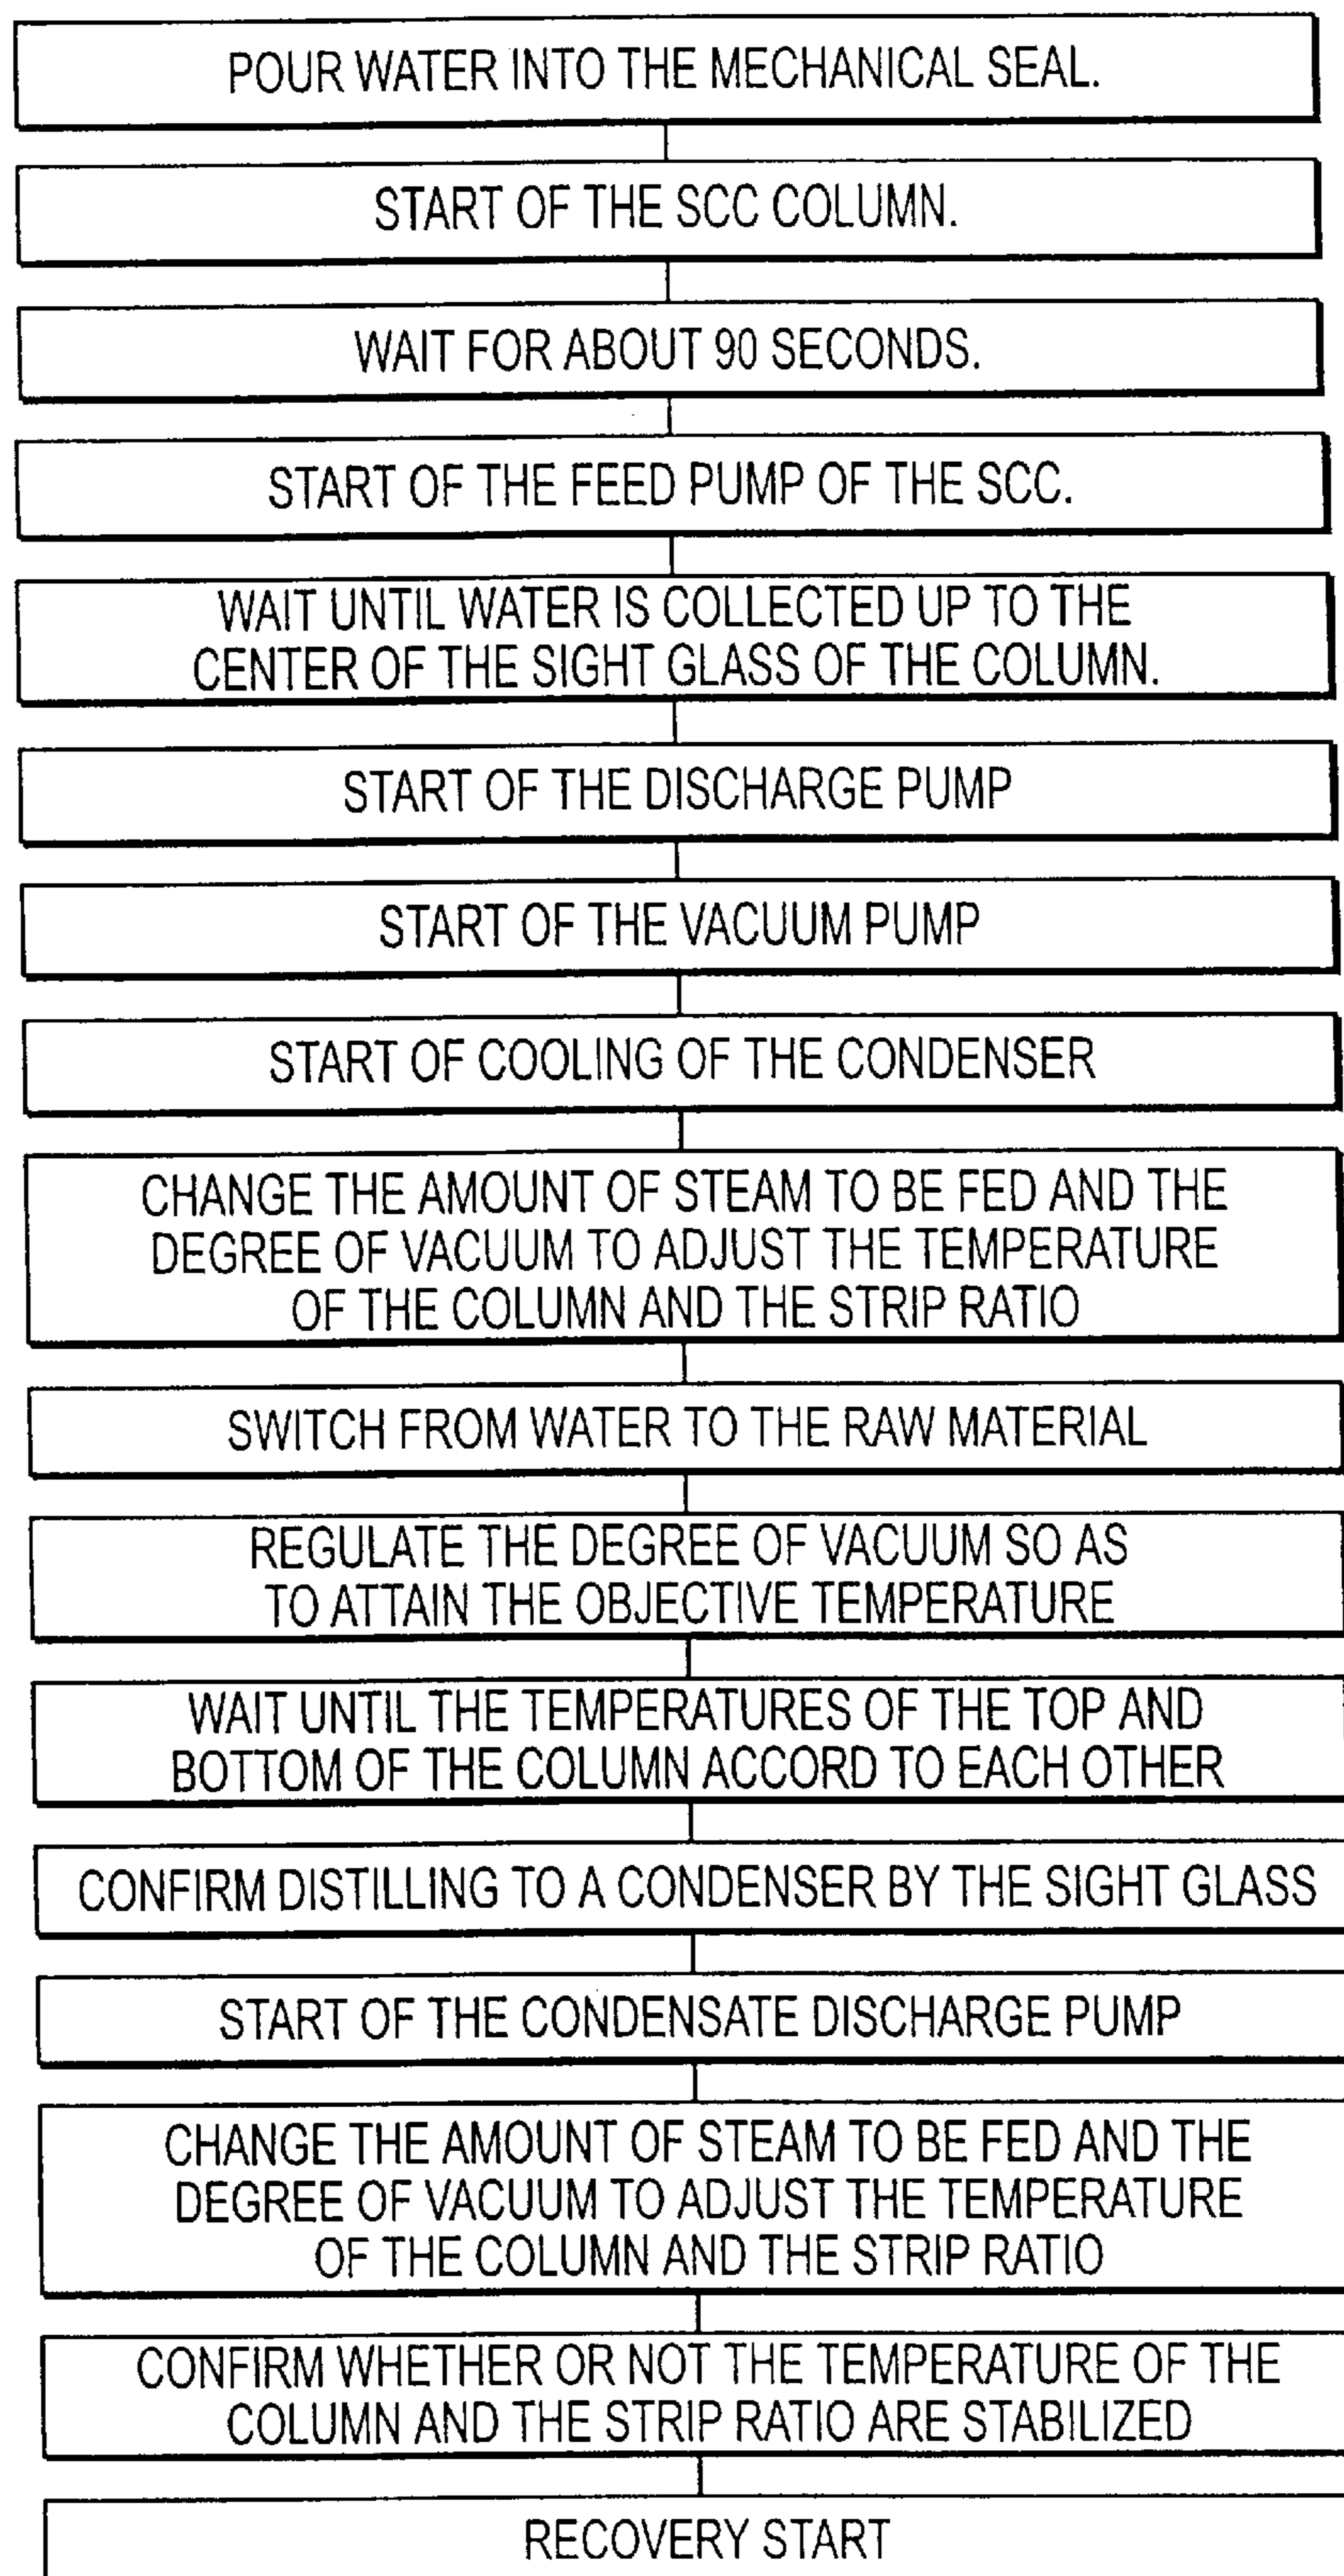 POUR WATER INTO THE MECHANICAL SEAL.
START OF THE SCC COLUMN.
WAIT FOR ABOUT 90 SECONDS.
START OF THE FEED PUMP OF THE SCC.
WAIT UNTIL WATER IS COLLECTED UP TO THE
CENTER OF THE SIGHT GLASS OF THE COLUMN.
START OF THE DISCHARGE PUMP
START OF THE VACUUM PUMP
START OF COOLING OF THE CONDENSER
CHANGE THE AMOUNT OF STEAM TO BE FED AND THE
DEGREE OF VACUUM TO ADJUST THE TEMPERATURE
OF THE COLUMN AND THE STRIP RATIO
SWITCH FROM WATER TO THE RAW MATERIAL
REGULATE THE DEGREE OF VACUUM SO AS
TO ATTAIN THE OBJECTIVE TEMPERATURE
WAIT UNTIL THE TEMPERATURES OF THE TOP AND
BOTTOM OF THE COLUMN ACCORD TO EACH OTHER
CONFIRM DISTILLING TO A CONDENSER BY THE SIGHT GLASS
START OF THE CONDENSATE DISCHARGE PUMP
CHANGE THE AMOUNT OF STEAM TO BE FED AND THE
DEGREE OF VACUUM TO ADJUST THE TEMPERATURE
OF THE COLUMN AND THE STRIP RATIO
CONFIRM WHETHER OR NOT THE TEMPERATURE OF THE
COLUMN AND THE STRIP RATIO ARE STABILIZED
RECOVERY START